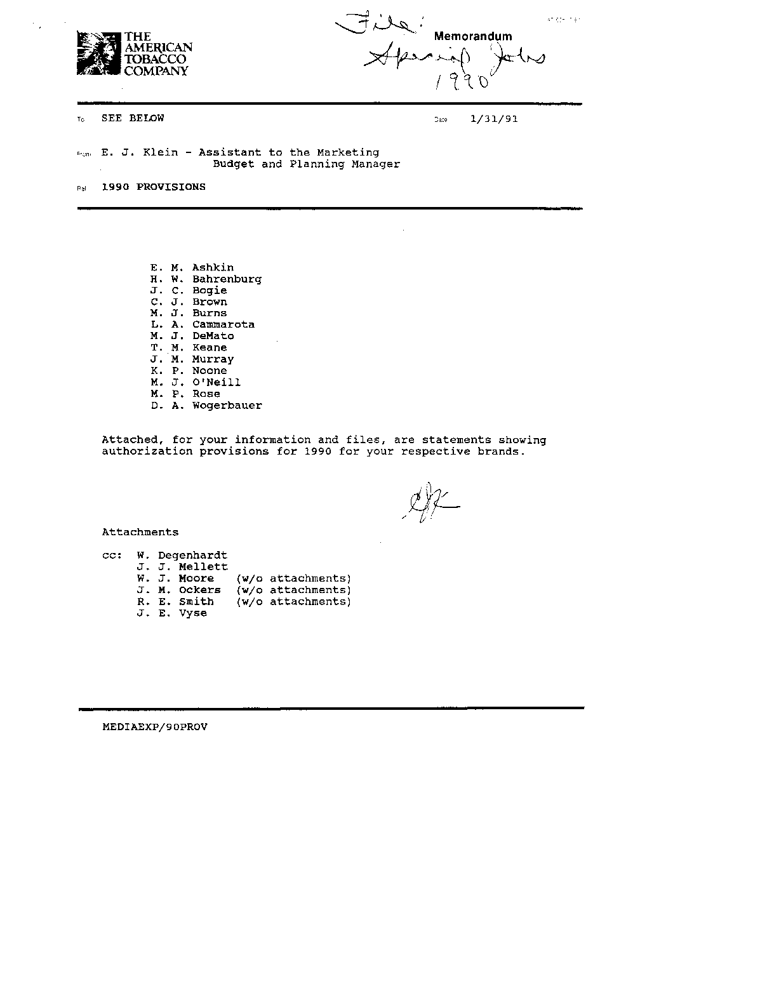 THE
AMERICAN
TOBACCO
COMPANY
File:
Memorandum
Special Jobs
1990
To SEE BELOW
Date 1/31/91
From E. J. Klein - Assistant to the Marketing
Budget and Planning Manager
Re: 1990 PROVISIONS
E. M. Ashkin
H. W. Bahrenburg
J. C. Bogie
C. J. Brown
M. J. Burns
L. A. Cammarota
M. J. DeMato
T. M. Keane
J. M. Murray
K. P. Noone
M. J. O'Neill
M. P. Rose
D. A. Wogerbauer
Attached, for your information and files, are statements showing
authorization provisions for 1990 for your respective brands.
EJK
Attachments
cc: W. Degenhardt
J. J. Mellett
W. J. Moore (w/o attachments)
J. M. Ockers (w/o attachments)
R. E. Smith (w/o attachments)
J. E. Vyse
MEDIAEXP/90PROV